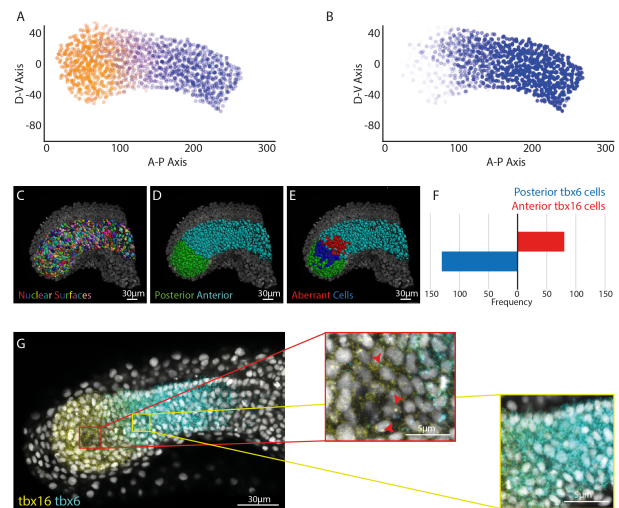 A
B
40
0
-40
-80
D-V Axis
0
100
200
300
A-P Axis
40
0
-40
-80
D-V Axis
0
100
200
300
A-P Axis
C
D
E
F
Nuclear Surfaces
30µm
Posterior Anterior
30µm
Aberrant Cells
30µm
Posterior tbx6 cells
Anterior tbx16 cells
150 100 50 0 50 100 150
Frequency
G
tbx16 tbx6
30µm
5µm
5µm